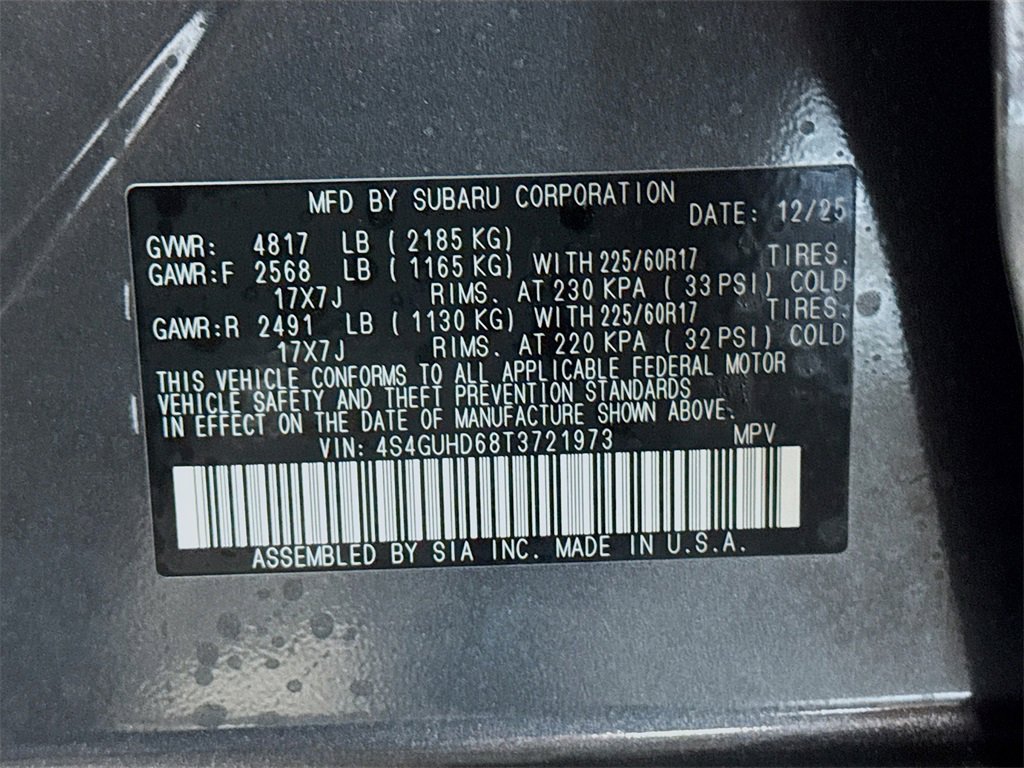 MFD BY SUBARU CORPORATION DATE: 12/25
GVWR: 4817 LB ( 2185 KG)
GAWR:F 2568 LB ( 1165 KG) WITH 225/60R17 TIRES.
17X7J RIMS. AT 230 KPA ( 33 PSI) COLD
GAWR:R 2491 LB ( 1130 KG) WITH 225/60R17 TIRES.
17X7J RIMS. AT 220 KPA ( 32 PSI) COLD
THIS VEHICLE CONFORMS TO ALL APPLICABLE FEDERAL MOTOR
VEHICLE SAFETY AND THEFT PREVENTION STANDARDS
IN EFFECT ON THE DATE OF MANUFACTURE SHOWN ABOVE.
VIN: 4S4GUHD68T3721973 MPV
ASSEMBLED BY SIA INC. MADE IN U.S.A.